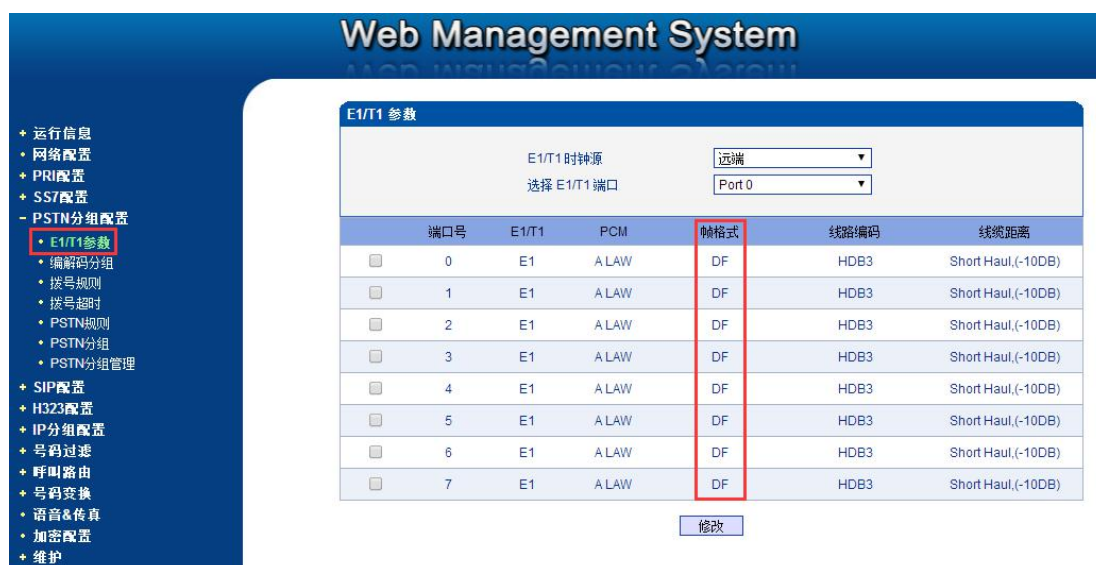 Web Management System
+ 运行信息
• 网络配置
+ PRI配置
+ SS7配置
- PSTN分组配置
• E1/T1参数
• 编解码分组
• 拨号规则
• 拨号超时
• PSTN规则
• PSTN分组
• PSTN分组管理
+ SIP配置
+ H323配置
+ IP分组配置
+ 号码过滤
+ 呼叫路由
+ 号码变换
• 语音&传真
• 加密配置
+ 维护
E1/T1 参数
E1/T1时钟源 远端
选择 E1/T1 端口 Port 0
端口号 E1/T1 PCM 帧格式 线路编码 线缆距离
0 E1 A LAW DF HDB3 Short Haul,(-10DB)
1 E1 A LAW DF HDB3 Short Haul,(-10DB)
2 E1 A LAW DF HDB3 Short Haul,(-10DB)
3 E1 A LAW DF HDB3 Short Haul,(-10DB)
4 E1 A LAW DF HDB3 Short Haul,(-10DB)
5 E1 A LAW DF HDB3 Short Haul,(-10DB)
6 E1 A LAW DF HDB3 Short Haul,(-10DB)
7 E1 A LAW DF HDB3 Short Haul,(-10DB)
修改